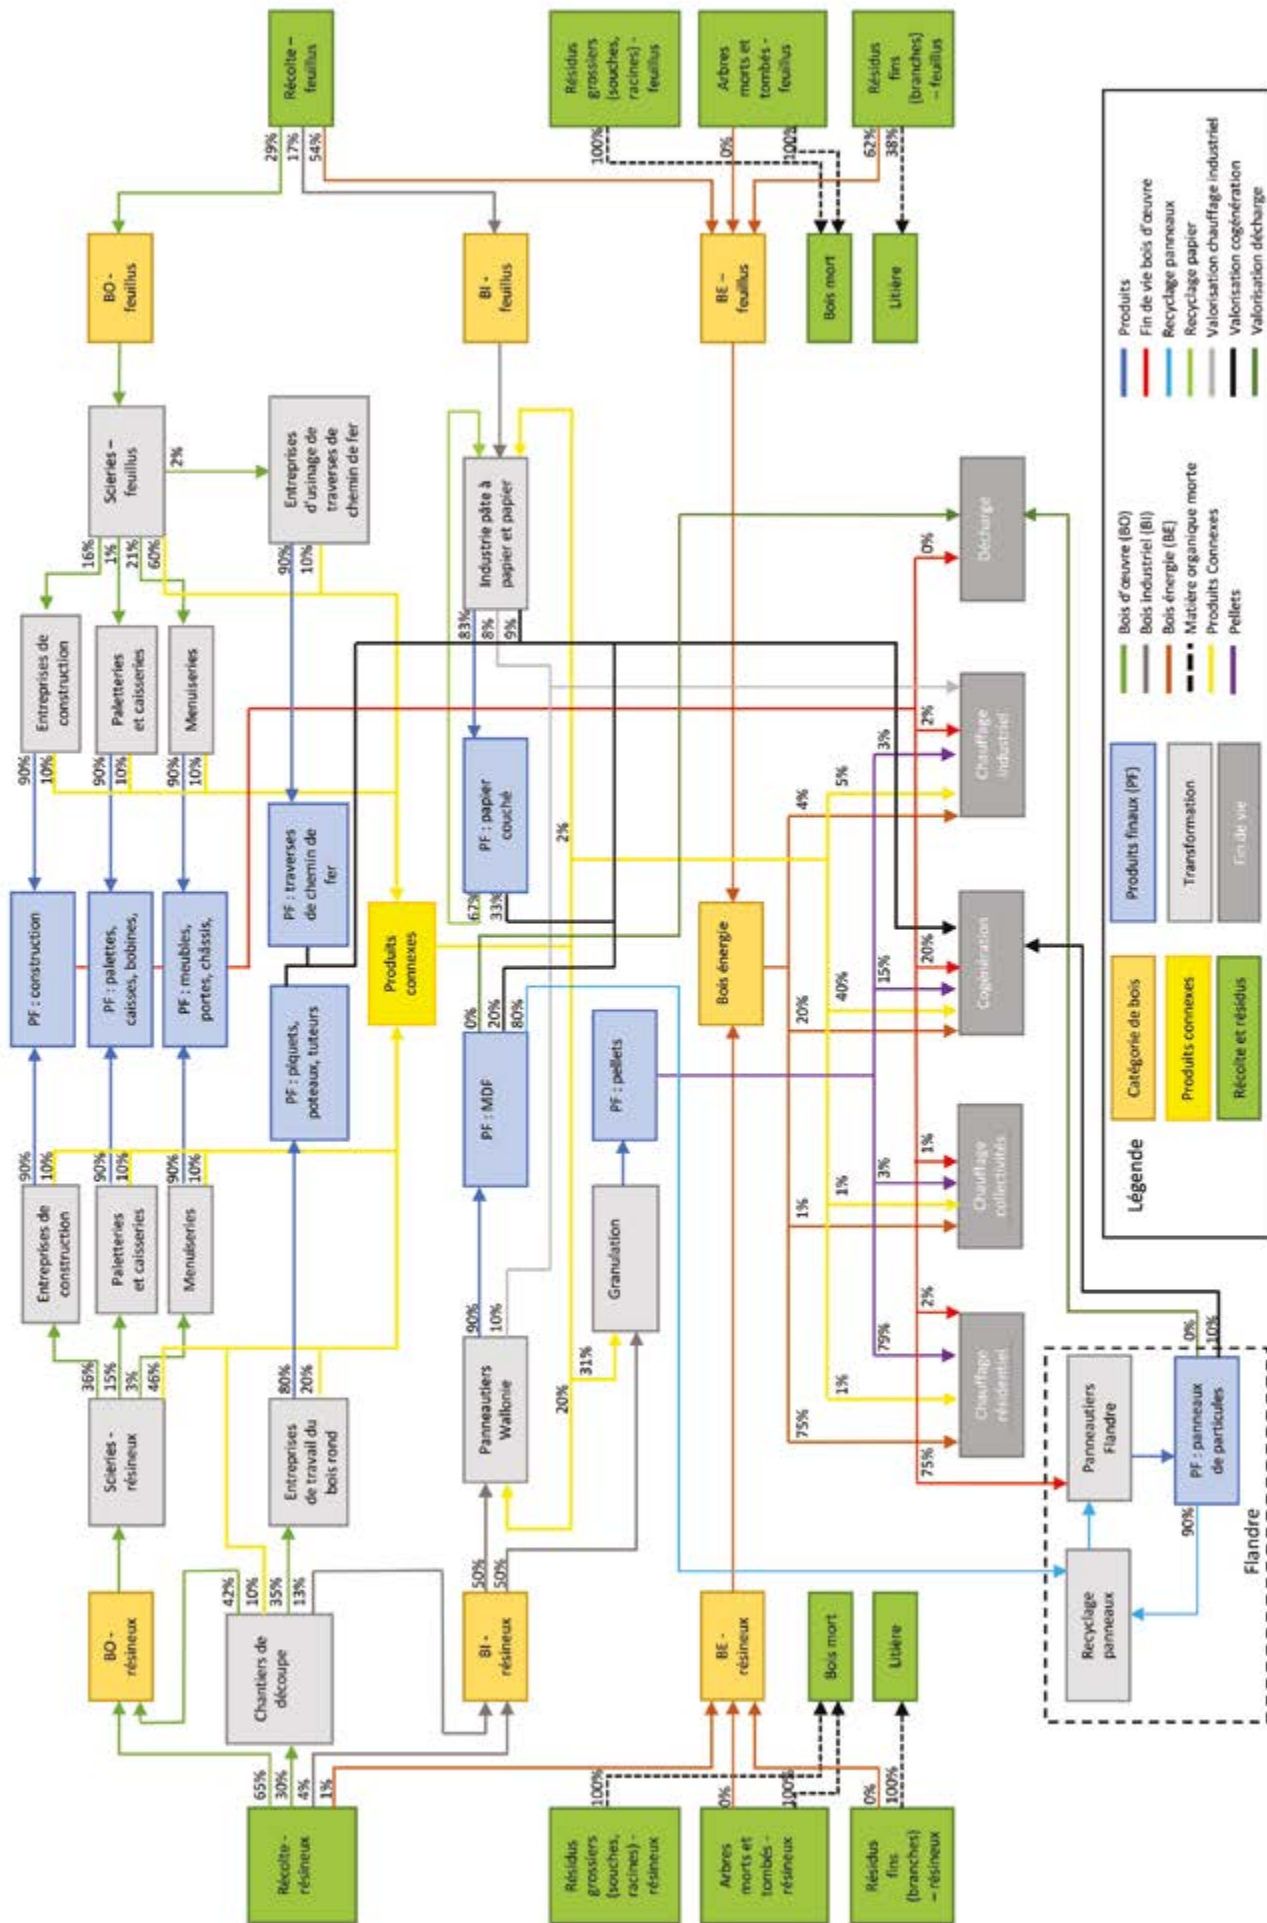 Récolte -
résineux
65%
30%
4%
1%
BO -
résineux
Chantiers de
découpe
42%
10%
35%
13%
Scieries -
résineux
36%
15%
3%
46%
Entreprises
de travail du
bois rond
80%
20%
Entreprises de
construction
90%
10%
Paletteries
et caisseries
90%
10%
Menuiseries
90%
10%
PF : construction
PF : palettes,
caisses, bobines,
PF : meubles,
portes, châssis,
PF : piquets,
poteaux, tuteurs
PF : traverses
de chemin de
fer
Produits
connexes
Entreprises de
construction
90%
10%
Paletteries
et caisseries
90%
10%
Menuiseries
90%
10%
Scieries –
feuillus
16%
1%
21%
60%
2%
Entreprises
d'usinage de
traverses de
chemin de fer
90%
10%
BO -
feuillus
Récolte –
feuillus
29%
17%
54%
BI -
résineux
50%
50%
Panneautiers
Wallonie
90%
10%
20%
31%
Granulation
PF : MDF
0%
20%
80%
PF : pellets
PF : papier
couché
67%
33%
2%
Industrie pâte à
papier et papier
83%
8%
9%
BI -
feuillus
Résidus
grossiers
(souches,
racines) -
résineux
100%
Arbres
morts et
tombés -
résineux
0%
100%
Résidus
fins
(branches)
– résineux
0%
100%
BE -
résineux
Bois mort
Litière
Bois énergie
BE –
feuillus
Bois mort
Litière
Résidus
grossiers
(souches,
racines) -
feuillus
100%
Arbres
morts et
tombés -
feuillus
0%
100%
Résidus
fins
(branches)
– feuillus
62%
38%
75%
1%
20%
4%
1%
1%
40%
5%
79%
3%
15%
3%
75%
2%
1%
20%
2%
0%
Chauffage
résidentiel
Chauffage
collectivités
Cogénération
Chauffage
industriel
Décharge
Recyclage
panneaux
Panneautiers
Flandre
PF : panneaux
de particules
90%
0%
10%
Flandre
Légende
Catégorie de bois
Produits connexes
Récolte et résidus
Produits finaux (PF)
Transformation
Fin de vie
Bois d'œuvre (BO)
Bois industriel (BI)
Bois énergie (BE)
Matière organique morte
Produits Connexes
Pellets
Produits
Fin de vie bois d'œuvre
Recyclage panneaux
Recyclage papier
Valorisation chauffage industriel
Valorisation cogénération
Valorisation décharge